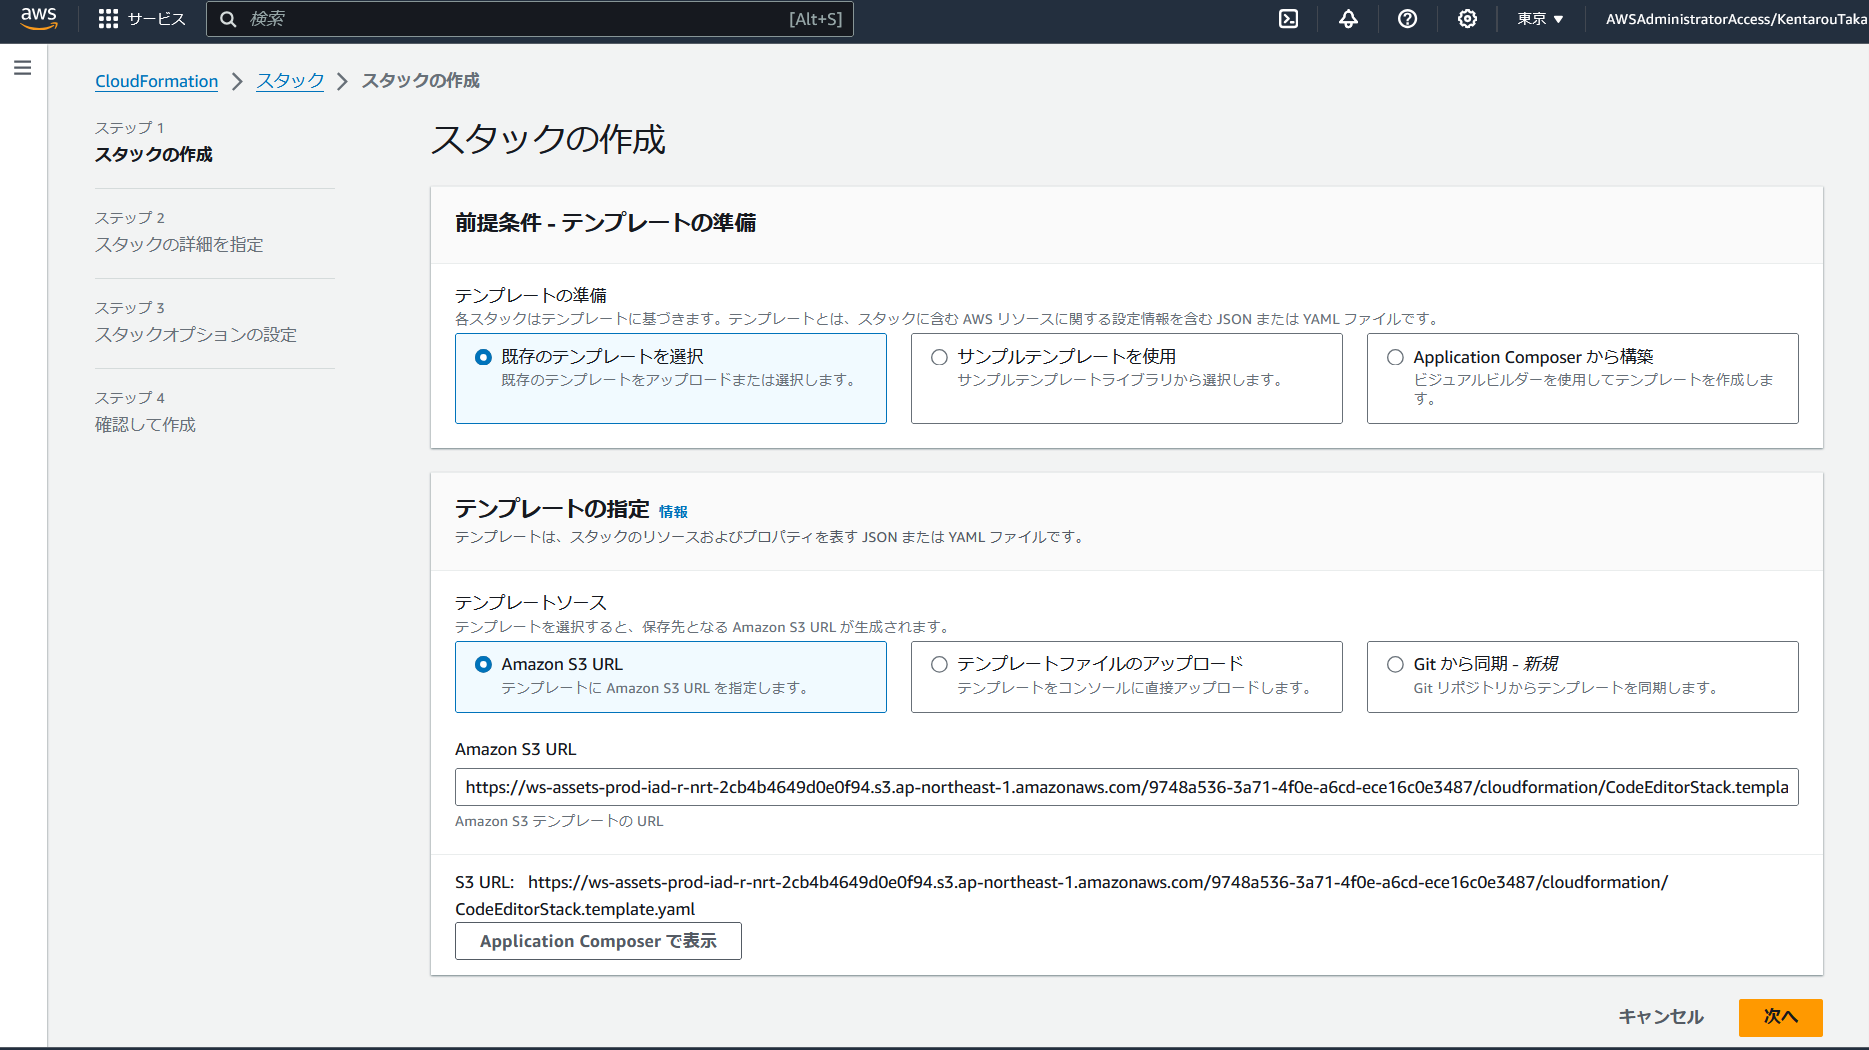 aws
サービス
検索
[Alt+S]
東京 ▼
AWSAdministratorAccess/KentarouTaka
CloudFormation
スタック
スタックの作成
ステップ 1
スタックの作成
ステップ 2
スタックの詳細を指定
ステップ 3
スタックオプションの設定
ステップ 4
確認して作成
スタックの作成
前提条件 - テンプレートの準備
テンプレートの準備
各スタックはテンプレートに基づきます。テンプレートとは、スタックに含む AWS リソースに関する設定情報を含む JSON または YAML ファイルです。
既存のテンプレートを選択
既存のテンプレートをアップロードまたは選択します。
サンプルテンプレートを使用
サンプルテンプレートライブラリから選択します。
Application Composer から構築
ビジュアルビルダーを使用してテンプレートを作成しま
す。
テンプレートの指定 情報
テンプレートは、スタックのリソースおよびプロパティを表す JSON または YAML ファイルです。
テンプレートソース
テンプレートを選択すると、保存先となる Amazon S3 URL が生成されます。
Amazon S3 URL
テンプレートに Amazon S3 URL を指定します。
テンプレートファイルのアップロード
テンプレートをコンソールに直接アップロードします。
Git から同期 - 新規
Git リポジトリからテンプレートを同期します。
Amazon S3 URL
https://ws-assets-prod-iad-r-nrt-2cb4b4649d0e0f94.s3.ap-northeast-1.amazonaws.com/9748a536-3a71-4f0e-a6cd-ece16c0e3487/cloudformation/CodeEditorStack.templa
Amazon S3 テンプレートの URL
S3 URL: https://ws-assets-prod-iad-r-nrt-2cb4b4649d0e0f94.s3.ap-northeast-1.amazonaws.com/9748a536-3a71-4f0e-a6cd-ece16c0e3487/cloudformation/
CodeEditorStack.template.yaml
Application Composer で表示
キャンセル
次へ